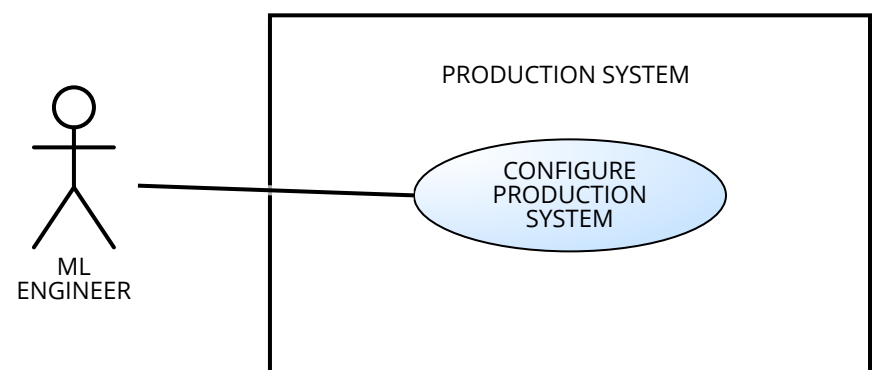 PRODUCTION SYSTEM
CONFIGURE
PRODUCTION
SYSTEM
ML
ENGINEER